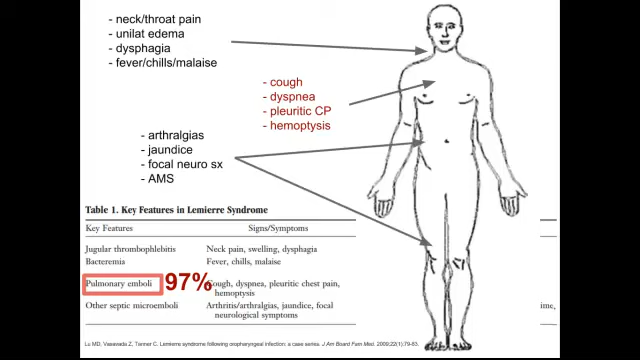 - neck/throat pain
- unilat edema
- dysphagia
- fever/chills/malaise
- cough
- dyspnea
- pleuritic CP
- hemoptysis
- arthralgias
- jaundice
- focal neuro sx
- AMS
Table 1. Key Features in Lemierre Syndrome
Key Features Signs/Symptoms
Jugular thrombophlebitis Neck pain, swelling, dysphagia
Bacteremia Fever, chills, malaise
Pulmonary emboli 97% Cough, dyspnea, pleuritic chest pain,
hemoptysis
Other septic microemboli Arthritis/arthralgias, jaundice, focal ime,
neurological symptoms
Lu MD, Vasavada Z, Tanner C. Lemierre syndrome following oropharyngeal infection: a case series. J Am Board Fam Med. 2009;22(1):79-83.